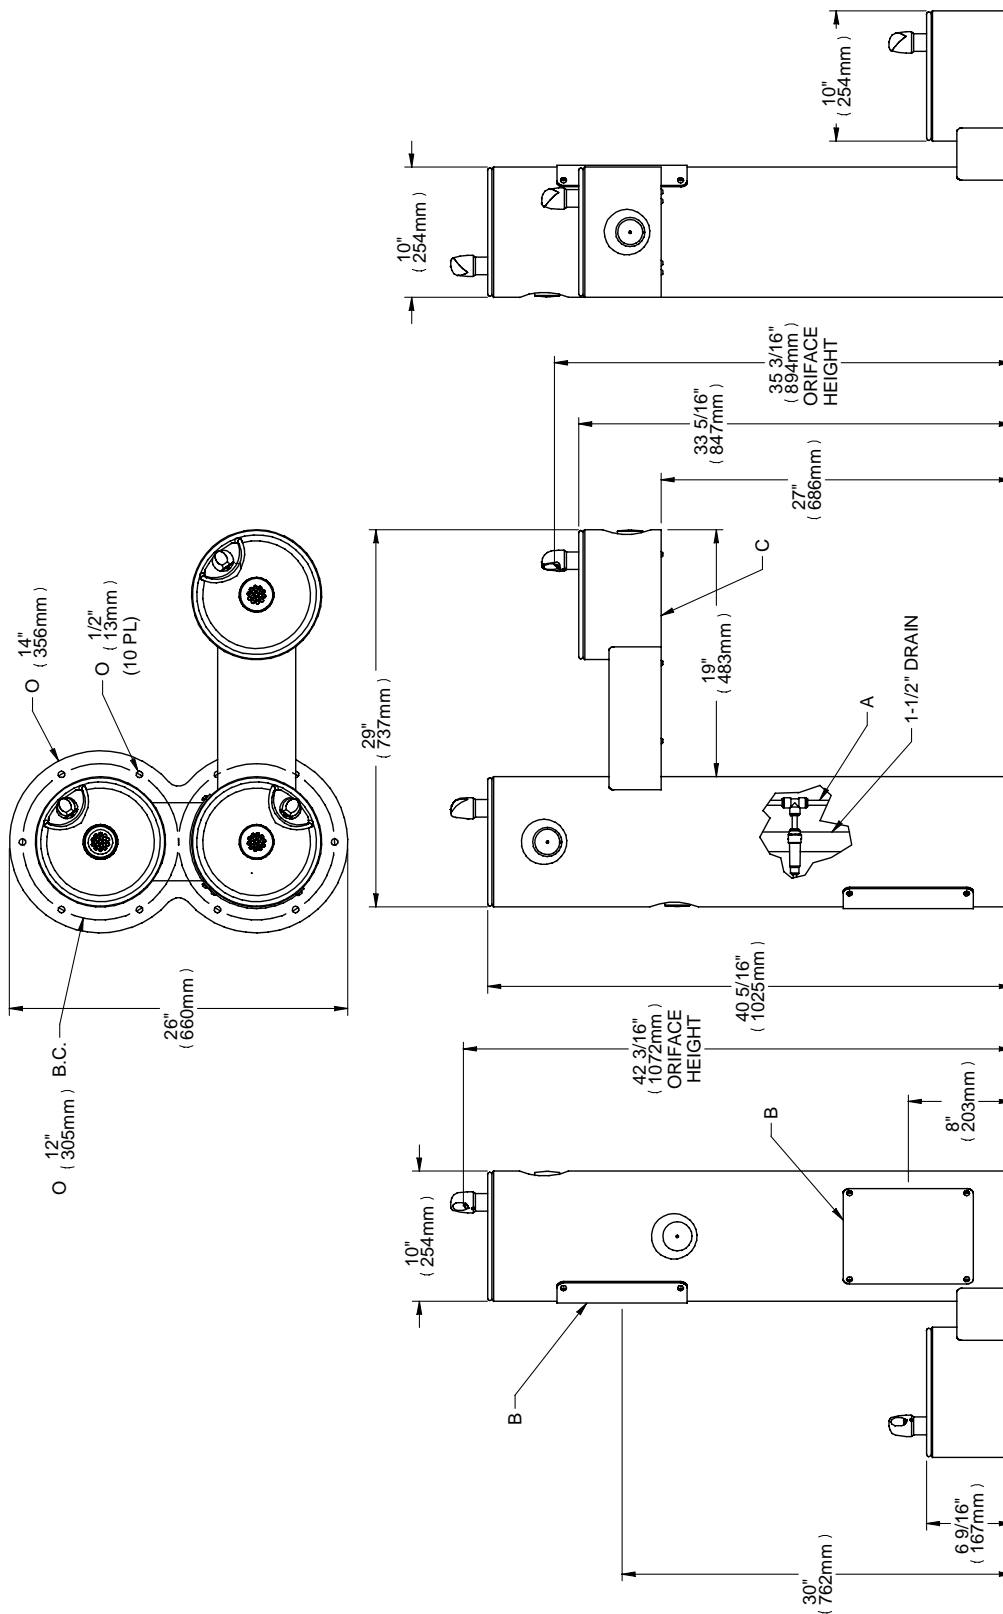 O 14"
( 356mm )
O 1/2"
( 13mm )
(10 PL)
26"
( 660mm )
O 12" B.C.
( 305mm )
10"
( 254mm )
10"
( 254mm )
35 3/16"
( 894mm )
ORIFACE
HEIGHT
33 5/16"
( 847mm )
27"
( 686mm )
29"
( 737mm )
19"
( 483mm )
C
A
1-1/2" DRAIN
40 5/16"
( 1025mm )
42 3/16"
( 1072mm )
ORIFACE
HEIGHT
10"
( 254mm )
B
8"
( 203mm )
B
6 9/16"
( 167mm )
30"
( 762mm )